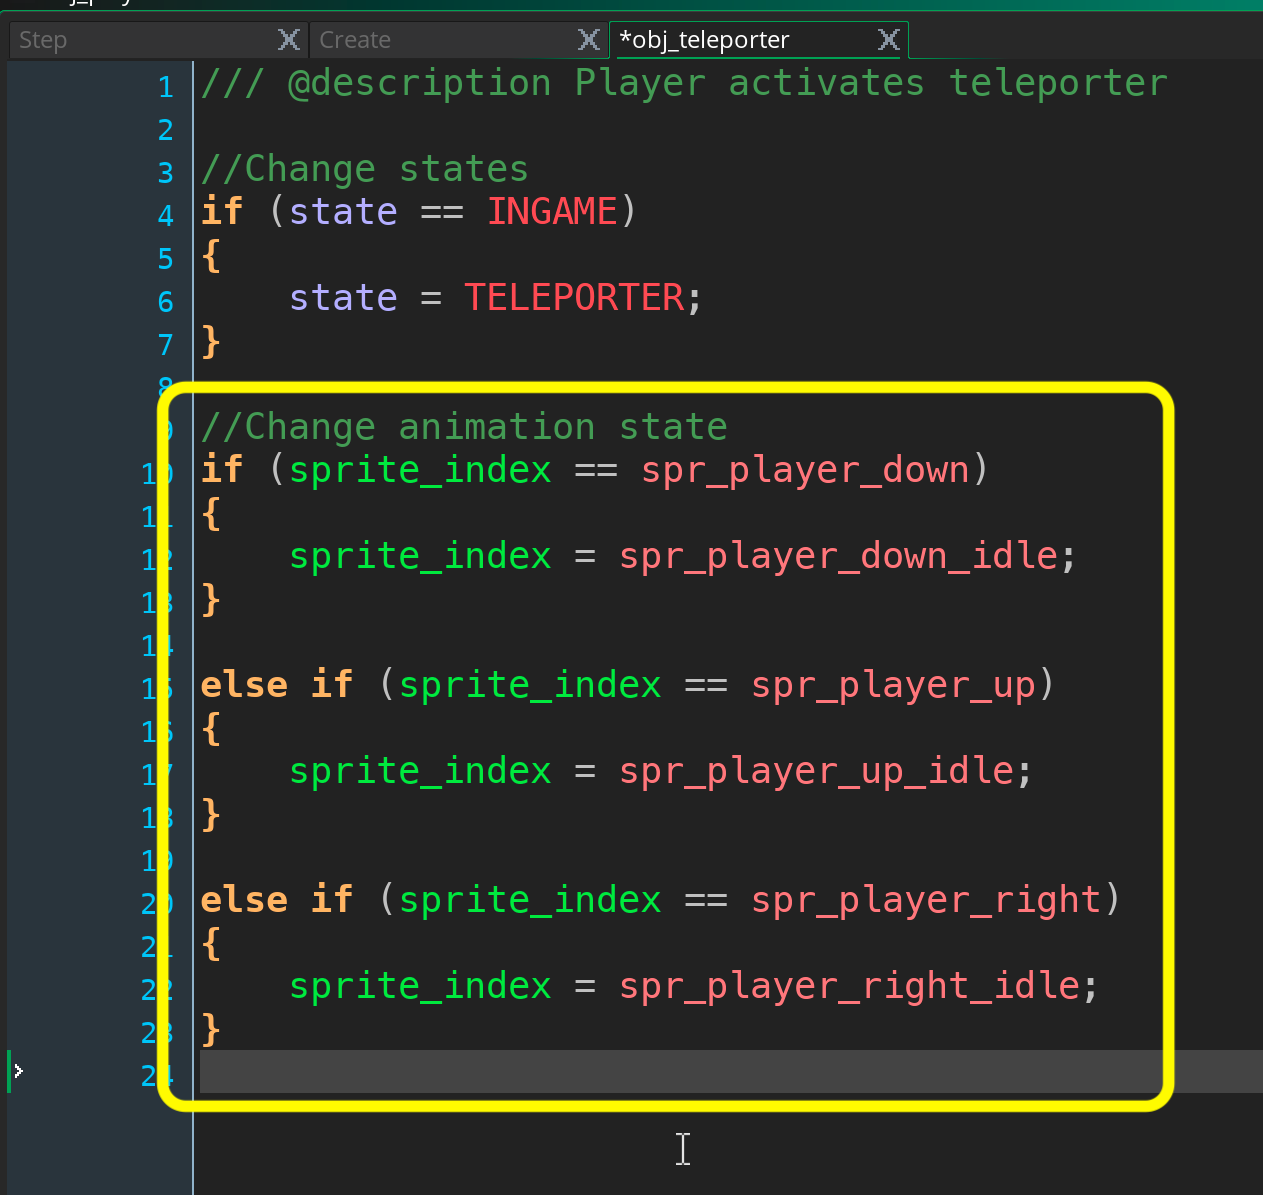 Step
Create
*obj_teleporter
1 /// @description Player activates teleporter
2
3 //Change states
4 if (state == INGAME)
5 {
6     state = TELEPORTER;
7 }
8
9 //Change animation state
10 if (sprite_index == spr_player_down)
11 {
12     sprite_index = spr_player_down_idle;
13 }
14
15 else if (sprite_index == spr_player_up)
16 {
17     sprite_index = spr_player_up_idle;
18 }
19
20 else if (sprite_index == spr_player_right)
21 {
22     sprite_index = spr_player_right_idle;
23 }
24